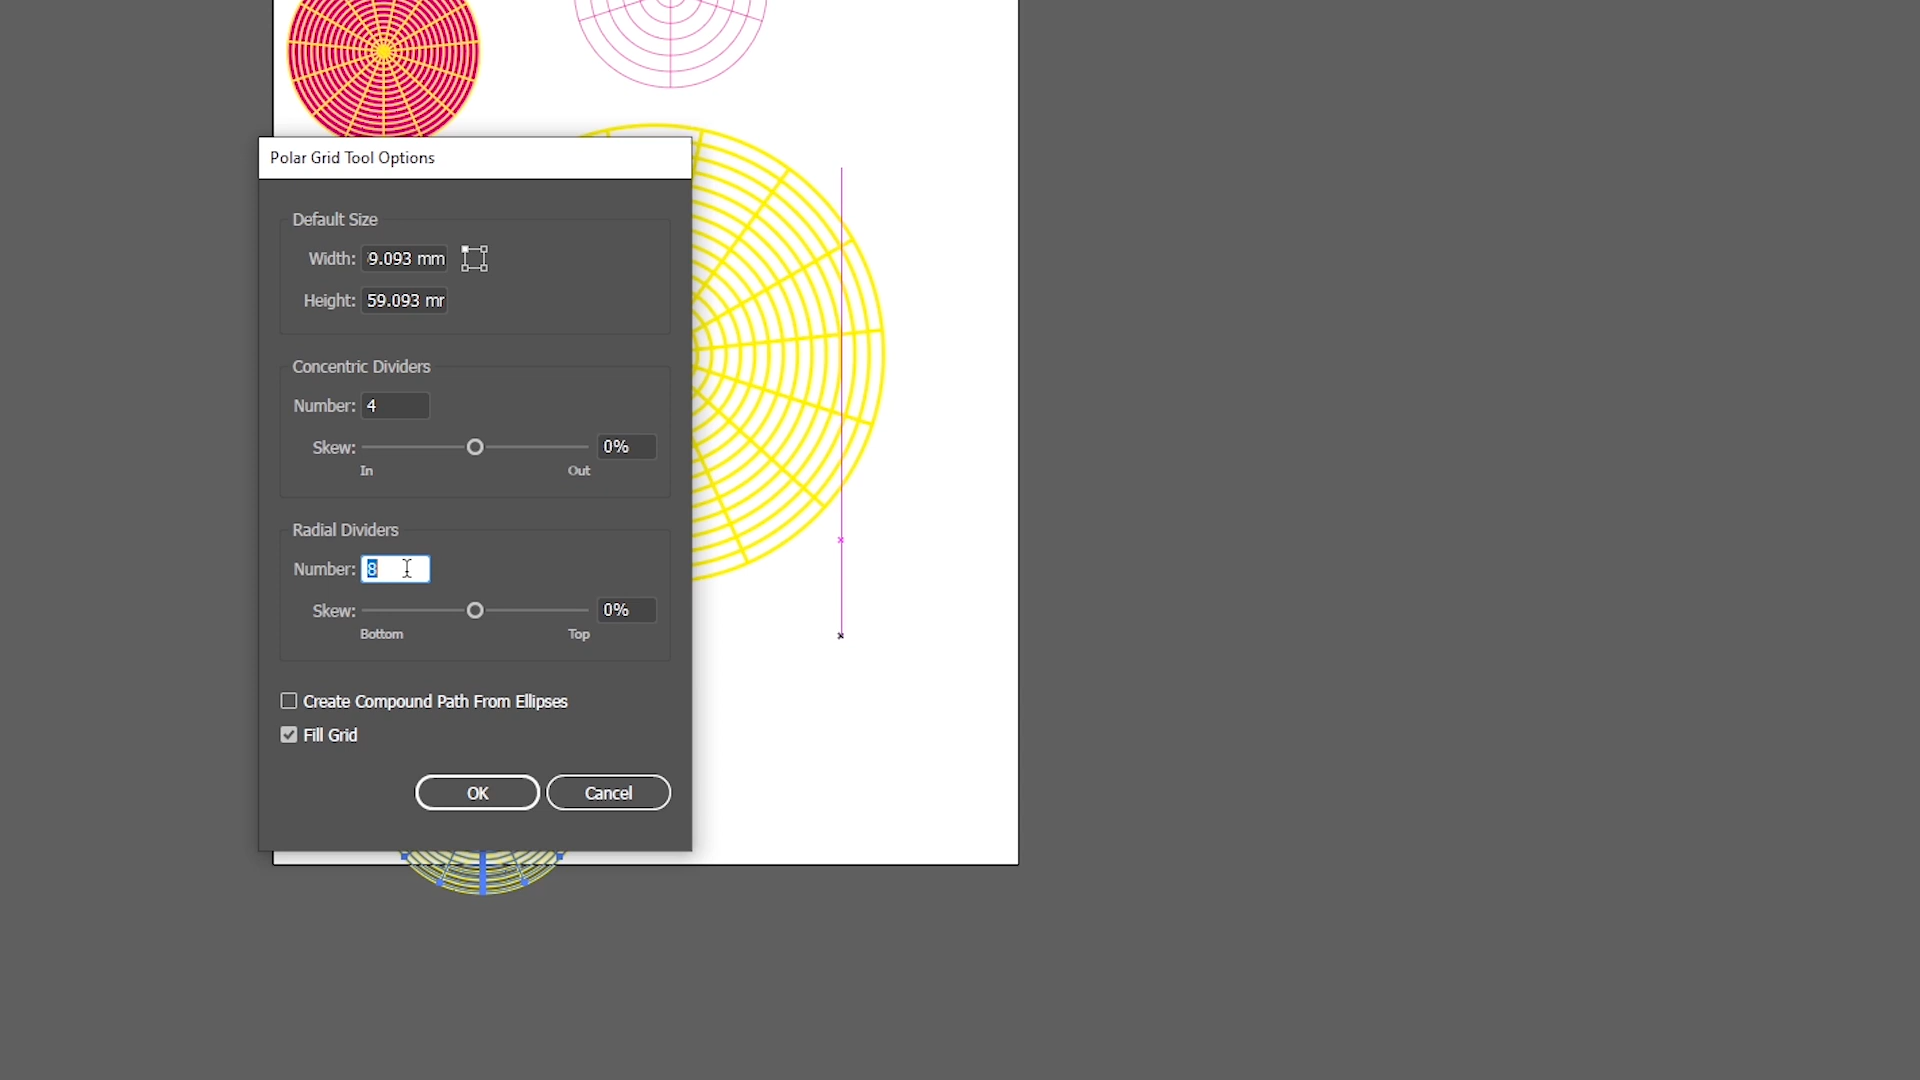 Polar Grid Tool Options
Default Size
Width: 9.093 mm
Height: 59.093 mr
Concentric Dividers
Number: 4
Skew: 0%
In Out
Radial Dividers
Number: 8
Skew: 0%
Bottom Top
Create Compound Path From Ellipses
Fill Grid
OK Cancel